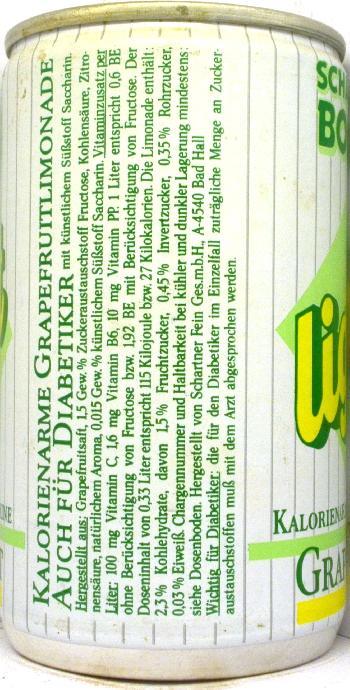 KALORIENARME GRAPEFRUITLIMONADE
AUCH FÜR DIABETIKER mit künstlichem Süßstoff Saccharin.
Hergestellt aus: Grapefruitsaft, 1,5 Gew. % Zuckeraustauschstoff Fructose, Kohlensäure, Zitro-
nensäure, natürlichem Aroma, 0,015 Gew. % künstlichem Süßstoff Saccharin. Vitaminzusatz per
Liter: 100 mg Vitamin C, 1,6 mg Vitamin B6, 10 mg Vitamin PP. 1 Liter entspricht 0,6 BE
ohne Berücksichtigung von Fructose bzw. 1,92 BE mit Berücksichtigung von Fructose. Der
Doseninhalt von 0,33 Liter entspricht 115 Kilojoule bzw. 27 Kilokalorien. Die Limonade enthält:
2,3 % Kohlehydrate, davon 1,5 % Fruchtzucker, 0,45 % Invertzucker, 0,35 % Rohrzucker,
0,03 % Eiweiß Chargennummer und Haltbarkeit bei kühler und dunkler Lagerung mindestens:
siehe Dosenboden. Hergestellt von Schartner Fein Ges.m.b.H., A-4540 Bad Hall
Wichtig für Diabetiker: die für den Diabetiker im Einzelfall zuträgliche Menge an Zucker-
austauschstoffen muß mit dem Arzt abgesprochen werden.
SCH
BO
lig
KALORIENA
GRA